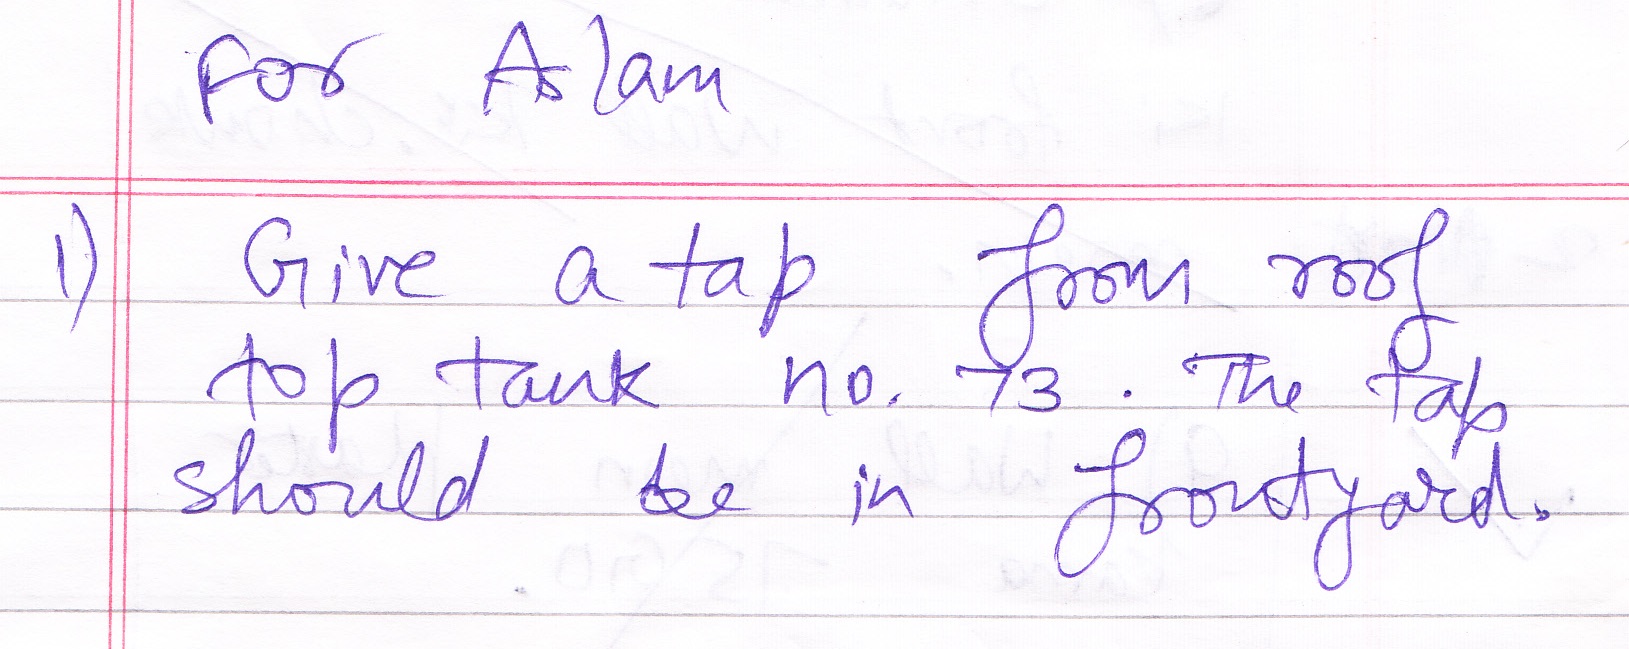 For Aslam
1) Give a tap from roof
top tank no. 73. The tap
should be in frontyard.